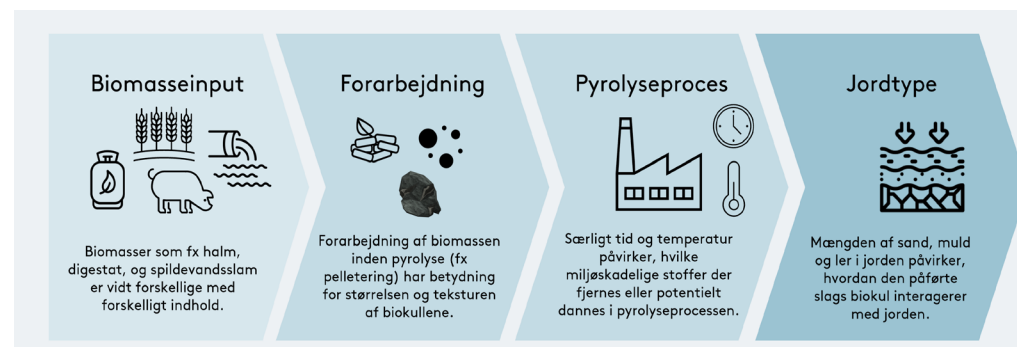 Biomasseinput
Biomasser som fx halm,
digestat, og spildevandsslam
er vidt forskellige med
forskelligt indhold.
Forarbejdning
Forarbejdning af biomassen
inden pyrolyse (fx
pelletering) har betydning
for størrelsen og teksturen
af biokullene.
Pyrolyseproces
Særligt tid og temperatur
påvirker, hvilke
miljøskadelige stoffer der
fjernes eller potentielt
dannes i pyrolyseprocessen.
Jordtype
Mængden af sand, muld
og ler i jorden påvirker,
hvordan den påførte
slags biokul interagerer
med jorden.